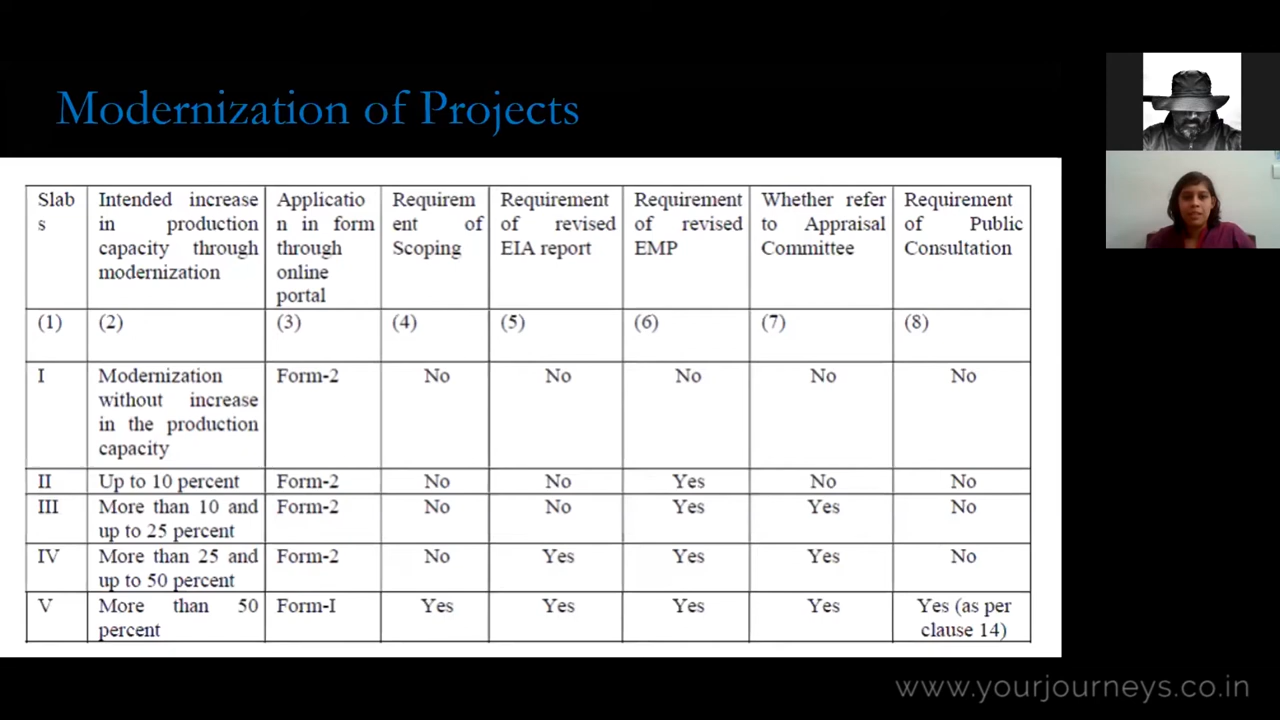 Modernization of Projects
Slab
s
Intended increase
in production
capacity through
modernization
Applicatio
n in form
through
online
portal
Requirem
ent of
Scoping
Requirement
of revised
EIA report
Requirement
of revised
EMP
Whether refer
to Appraisal
Committee
Requirement
of Public
Consultation
(1) (2) (3) (4) (5) (6) (7) (8)
I
Modernization
without increase
in the production
capacity
Form-2 No No No No No
II Up to 10 percent Form-2 No No Yes No No
III
More than 10 and
up to 25 percent
Form-2 No No Yes Yes No
IV
More than 25 and
up to 50 percent
Form-2 No Yes Yes Yes No
V
More than 50
percent
Form-I Yes Yes Yes Yes
Yes (as per
clause 14)
www.yourjourneys.co.in